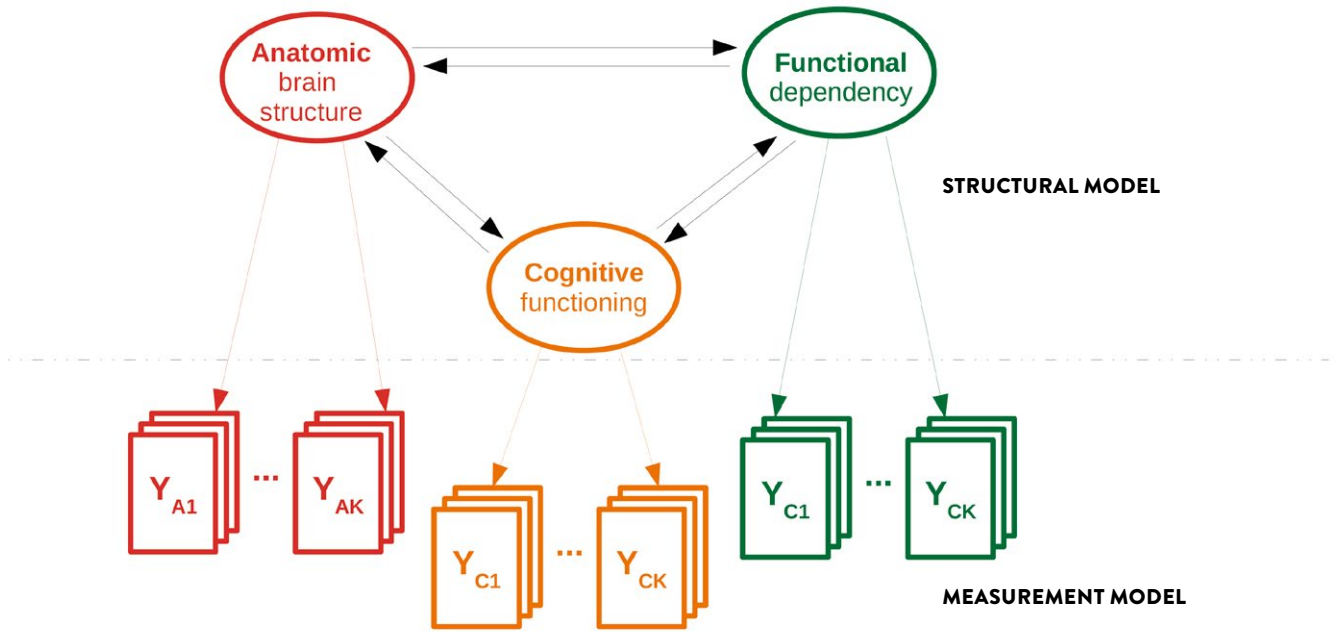 Anatomic
brain
structure
Functional
dependency
STRUCTURAL MODEL
Cognitive
functioning
Y A1
...
Y AK
Y C1
...
Y CK
Y C1
...
Y CK
MEASUREMENT MODEL